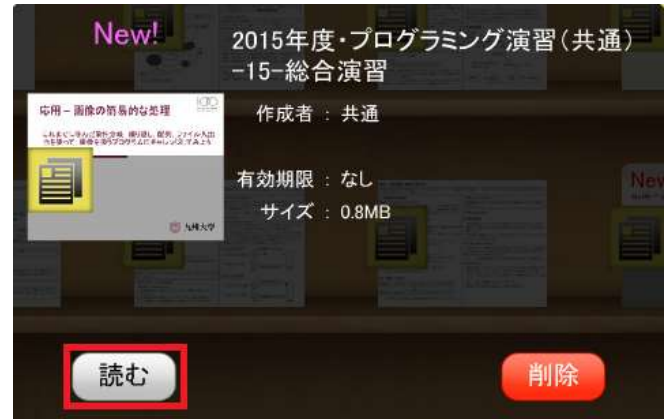 New!
2015年度・プログラミング演習（共通）
-15-総合演習
応用 – 画像の簡易的な処理
作成者 : 共通
有効期限 : なし
サイズ : 0.8MB
九州大学
New
読む
削除